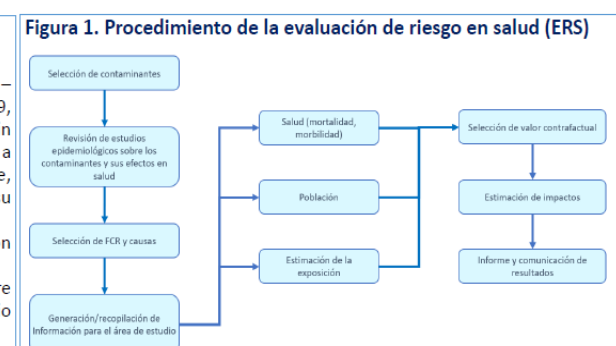 Figura 1. Procedimiento de la evaluación de riesgo en salud (ERS)
–
9,
n
a
e,
su
n
re
o
Selección de contaminantes
Revisión de estudios
epidemiológicos sobre los
contaminantes y sus efectos en
salud
Selección de FCR y causas
Generación/recopilación de
Información para el área de estudio
Salud (mortalidad,
morbilidad)
Población
Estimación de la
exposición
Selección de valor contrafactual
Estimación de impactos
Informe y comunicación de
resultados